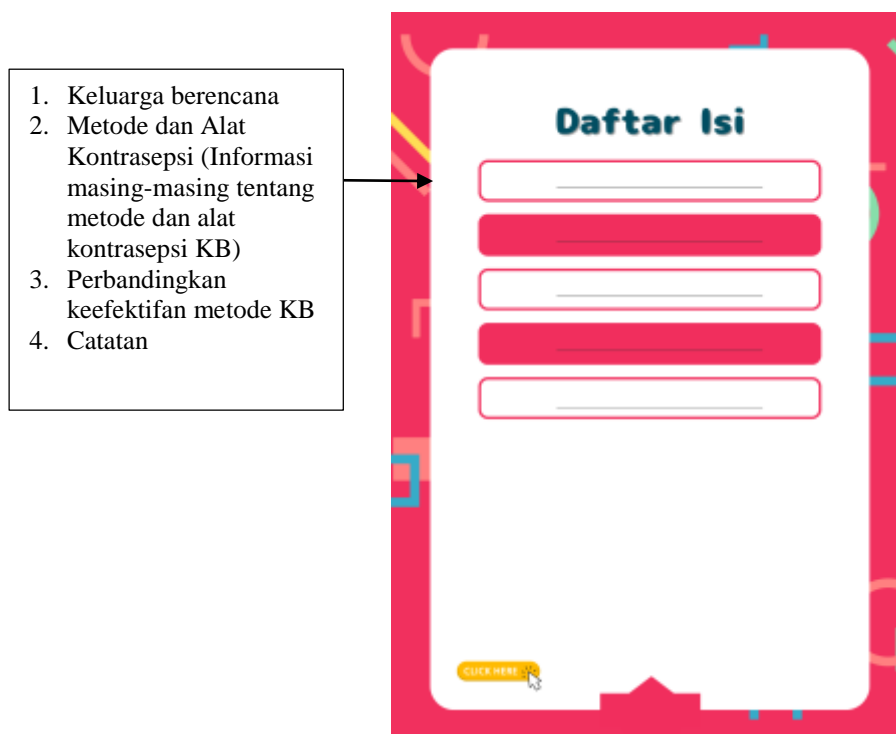 1. Keluarga berencana
2. Metode dan Alat
Kontrasepsi (Informasi
masing-masing tentang
metode dan alat
kontrasepsi KB)
3. Perbandingkan
keefektifan metode KB
4. Catatan
Daftar Isi
CLICK HERE